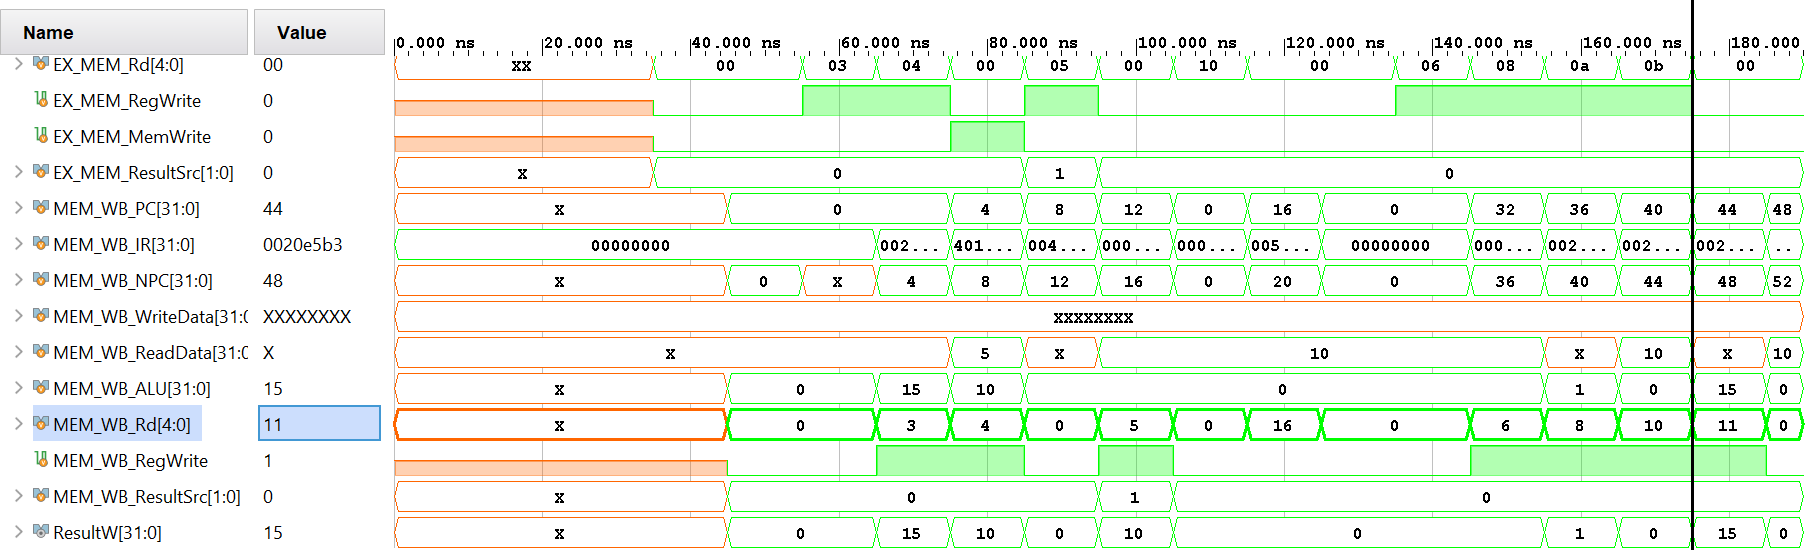 Name Value 0.000 ns 20.000 ns 40.000 ns 60.000 ns 80.000 ns 100.000 ns 120.000 ns 140.000 ns 160.000 ns 180.000
EX_MEM_Rd[4:0] 00 XX 00 03 04 00 05 00 10 00 06 08 0a 0b 00
EX_MEM_RegWrite 0
EX_MEM_MemWrite 0
EX_MEM_ResultSrc[1:0] 0 X 0 1 0
MEM_WB_PC[31:0] 44 X 0 4 8 12 0 16 0 32 36 40 44 48
MEM_WB_IR[31:0] 0020e5b3 00000000 002... 401... 004... 000... 000... 005... 00000000 000... 002... 002... 002... ..
MEM_WB_NPC[31:0] 48 X 0 X 4 8 12 16 0 20 0 36 40 44 48 52
MEM_WB_WriteData[31:0 XXXXXXXX XXXXXXXX
MEM_WB_ReadData[31:0 X X 5 X 10 X 10 X 10
MEM_WB_ALU[31:0] 15 X 0 15 10 0 1 0 15 0
MEM_WB_Rd[4:0] 11 X 0 3 4 0 5 0 16 0 6 8 10 11 0
MEM_WB_RegWrite 1
MEM_WB_ResultSrc[1:0] 0 X 0 1 0
ResultW[31:0] 15 X 0 15 10 0 10 0 1 0 15 0